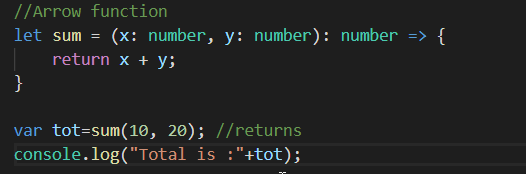 //Arrow function
let sum = (x: number, y: number): number => {
    return x + y;
}
var tot=sum(10, 20); //returns
console.log("Total is :"+tot);